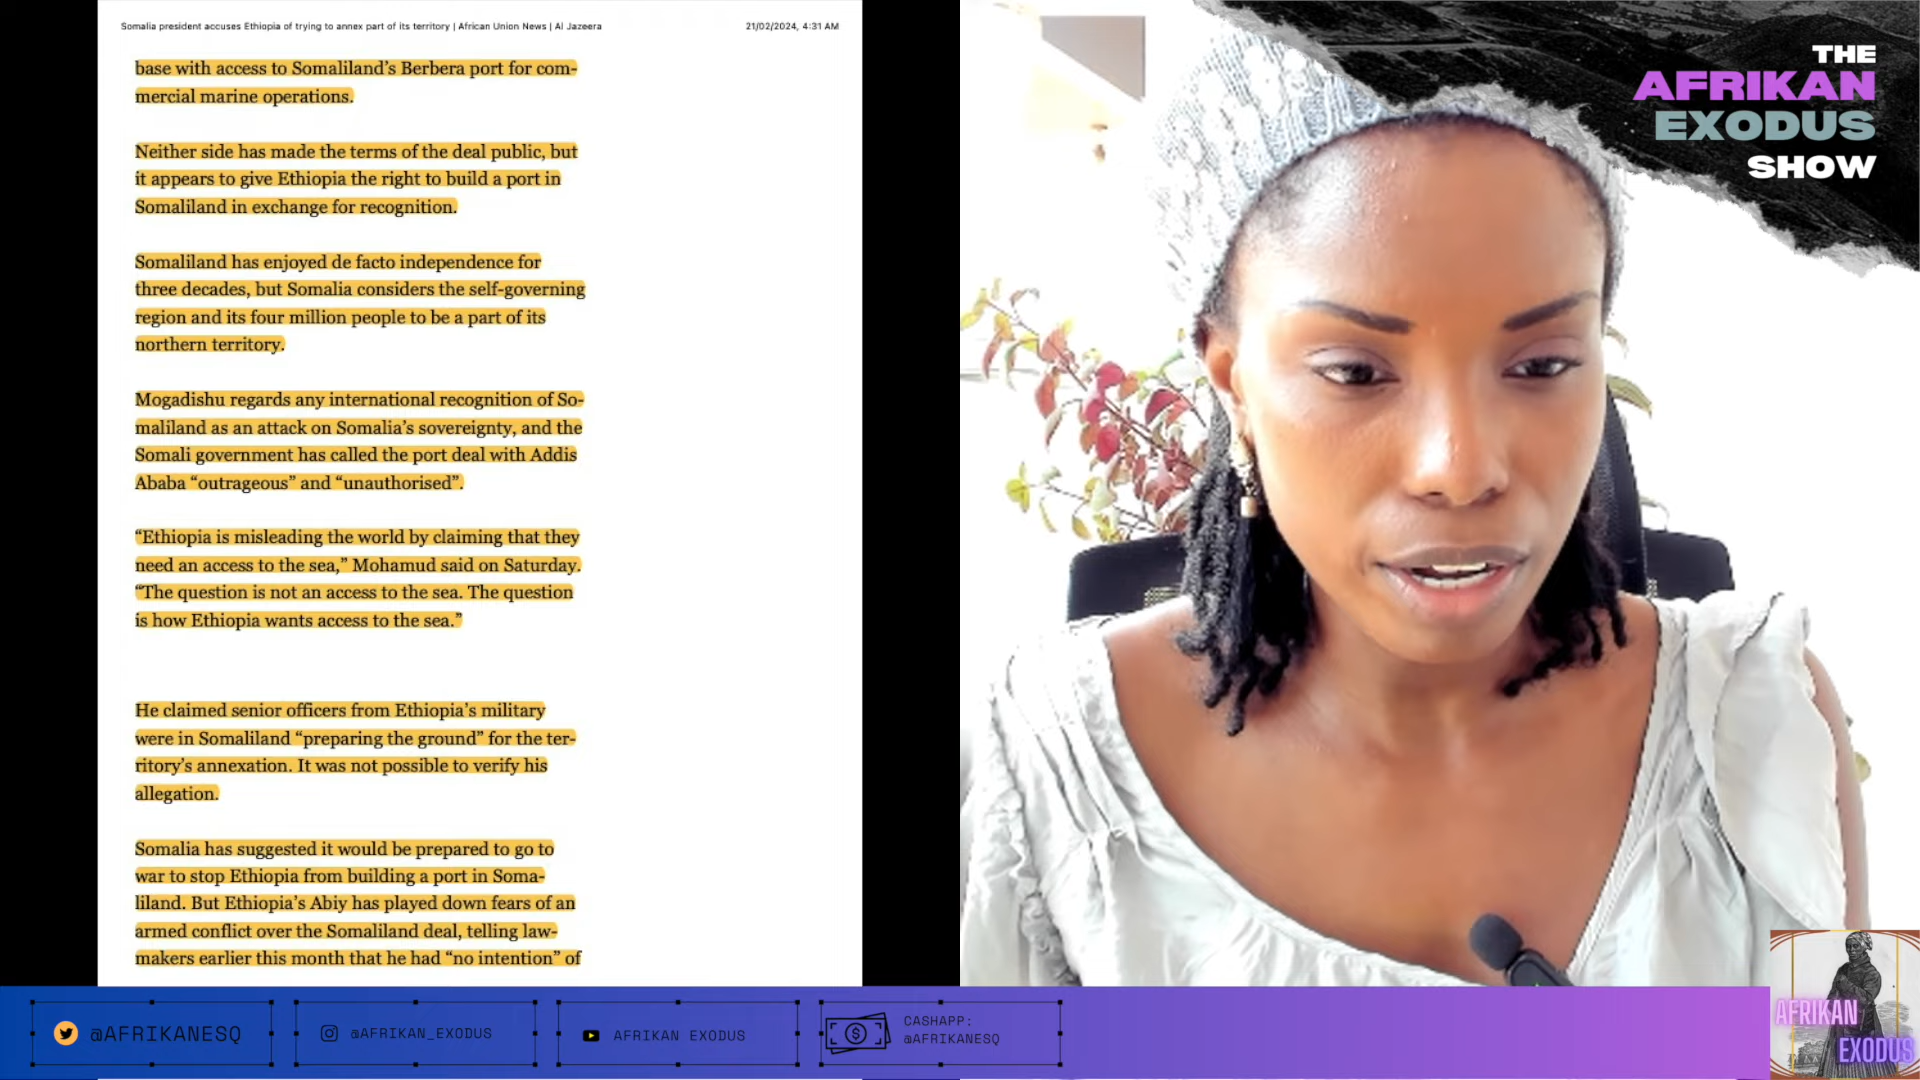 Somalia president accuses Ethiopia of trying to annex part of its territory | African Union News | Al Jazeera
21/02/2024, 4:31 AM
base with access to Somaliland’s Berbera port for com-
mercial marine operations.
Neither side has made the terms of the deal public, but
it appears to give Ethiopia the right to build a port in
Somaliland in exchange for recognition.
Somaliland has enjoyed de facto independence for
three decades, but Somalia considers the self-governing
region and its four million people to be a part of its
northern territory.
Mogadishu regards any international recognition of So-
maliland as an attack on Somalia’s sovereignty, and the
Somali government has called the port deal with Addis
Ababa “outrageous” and “unauthorised”.
“Ethiopia is misleading the world by claiming that they
need an access to the sea,” Mohamud said on Saturday.
“The question is not an access to the sea. The question
is how Ethiopia wants access to the sea.”
He claimed senior officers from Ethiopia’s military
were in Somaliland “preparing the ground” for the ter-
ritory’s annexation. It was not possible to verify his
allegation.
Somalia has suggested it would be prepared to go to
war to stop Ethiopia from building a port in Soma-
liland. But Ethiopia’s Abiy has played down fears of an
armed conflict over the Somaliland deal, telling law-
makers earlier this month that he had “no intention” of
THE
AFRIKAN
EXODUS
SHOW
@AFRIKANESQ
@AFRIKAN_EXODUS
AFRIKAN EXODUS
CASHAPP:
@AFRIKANESQ
AFRIKAN
EXODUS